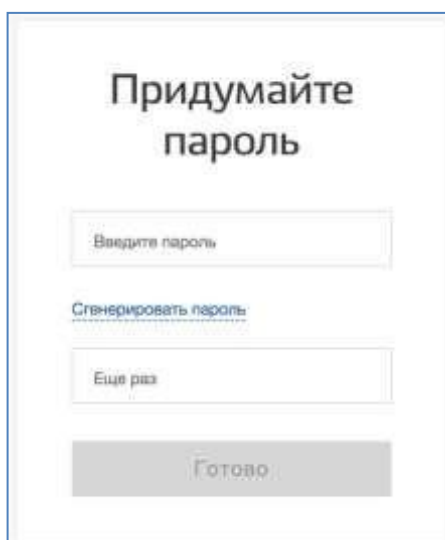 Придумайте
пароль
Введите пароль
Сгенерировать пароль
Еще раз
Готово